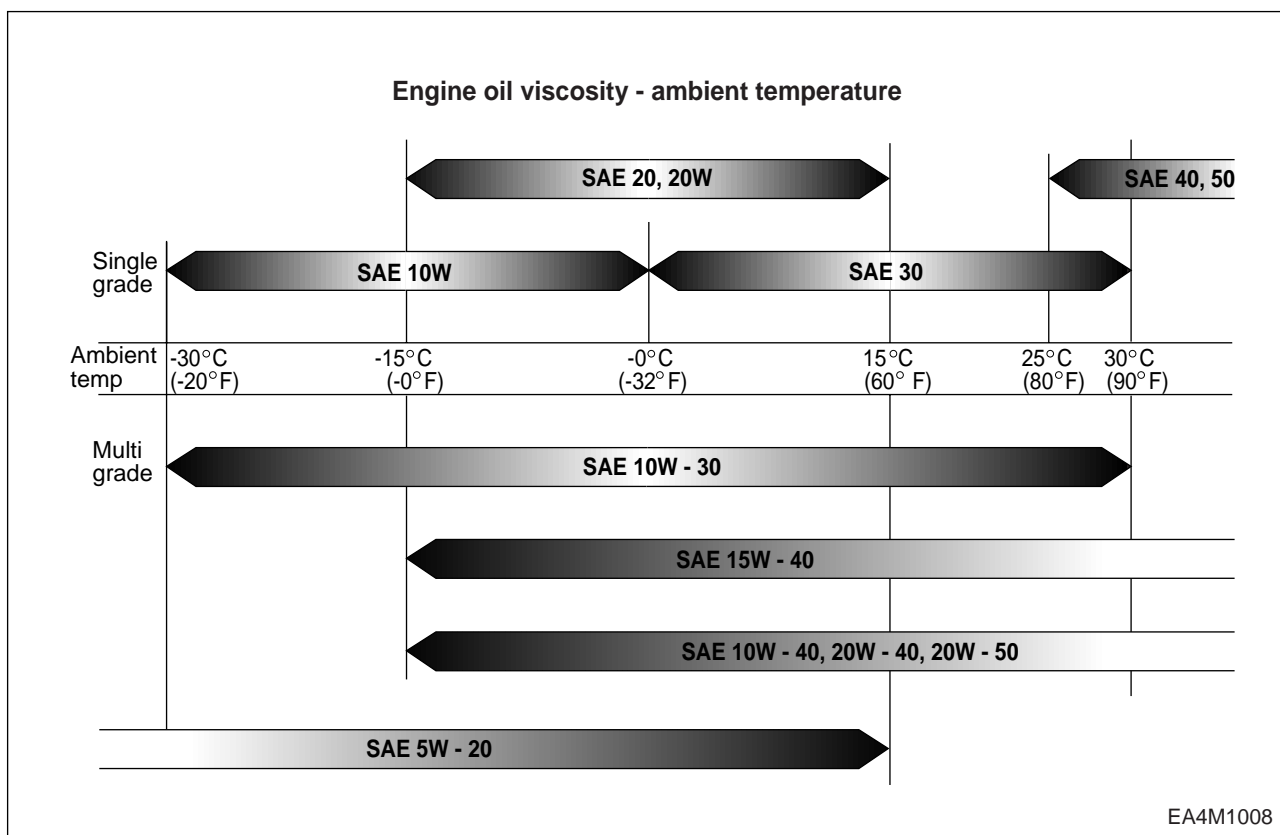 Engine oil viscosity - ambient temperature
SAE 20, 20W
SAE 40, 50
Single
grade
SAE 10W
SAE 30
Ambient
temp
-30°C
(-20°F)
-15°C
(-0°F)
-0°C
(-32°F)
15°C
(60° F)
25°C
(80°F)
30°C
(90°F)
Multi
grade
SAE 10W - 30
SAE 15W - 40
SAE 10W - 40, 20W - 40, 20W - 50
SAE 5W - 20
EA4M1008